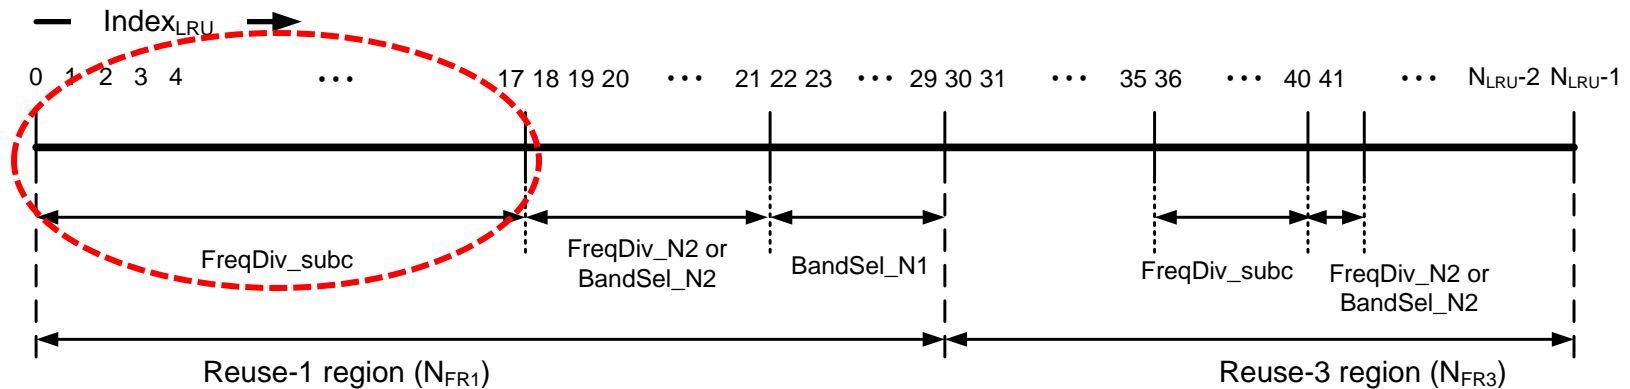 Index_LRU
0 1 2 3 4 ... 17 18 19 20 ... 21 22 23 ... 29 30 31 ... 35 36 ... 40 41 ... N_LRU-2 N_LRU-1
FreqDiv_subc
FreqDiv_N2 or
BandSel_N2
BandSel_N1
FreqDiv_subc
FreqDiv_N2 or
BandSel_N2
Reuse-1 region (N_FR1)
Reuse-3 region (N_FR3)